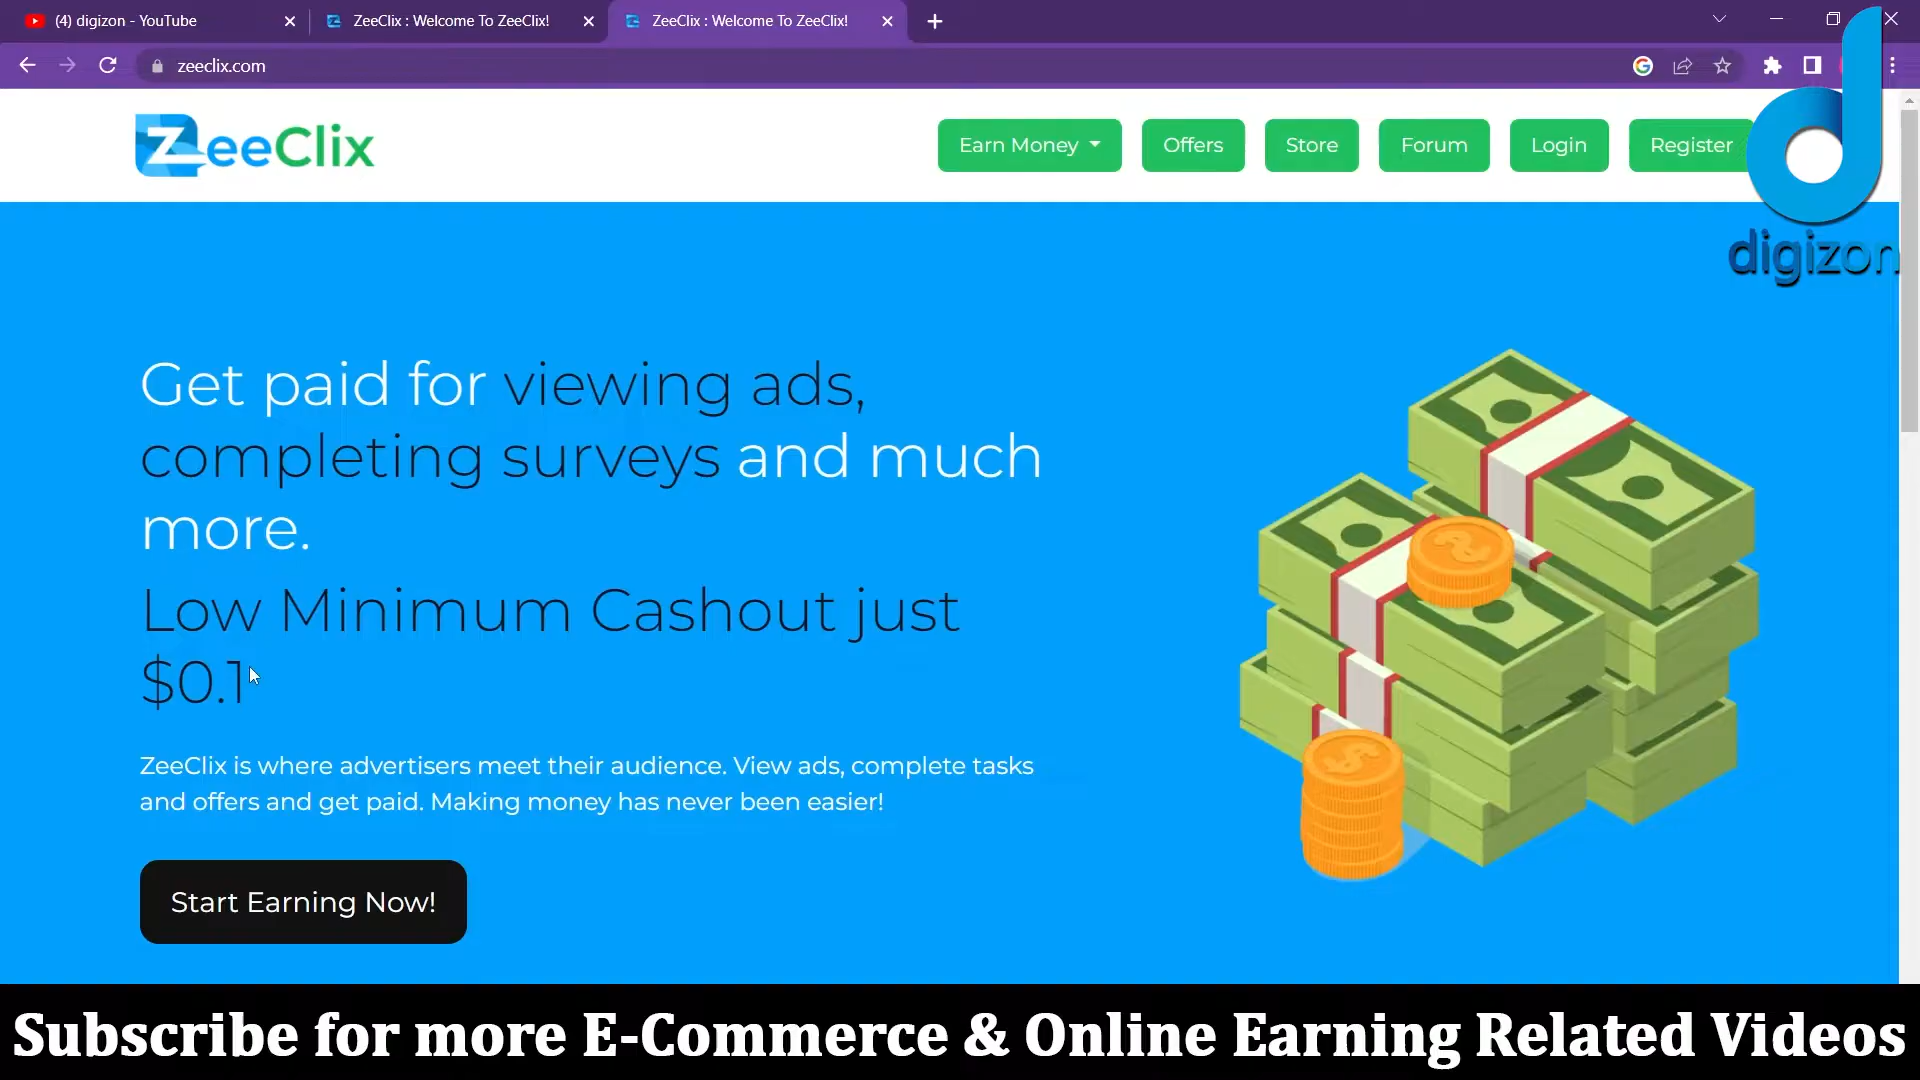 (4) digizon - YouTube
ZeeClix : Welcome To ZeeClix!
ZeeClix : Welcome To ZeeClix!
zeeclix.com
ZeeClix
Earn Money
Offers
Store
Forum
Login
Register
digizon
Get paid for viewing ads,
completing surveys and much
more.
Low Minimum Cashout just
$0.1
ZeeClix is where advertisers meet their audience. View ads, complete tasks
and offers and get paid. Making money has never been easier!
Start Earning Now!
Subscribe for more E-Commerce & Online Earning Related Videos